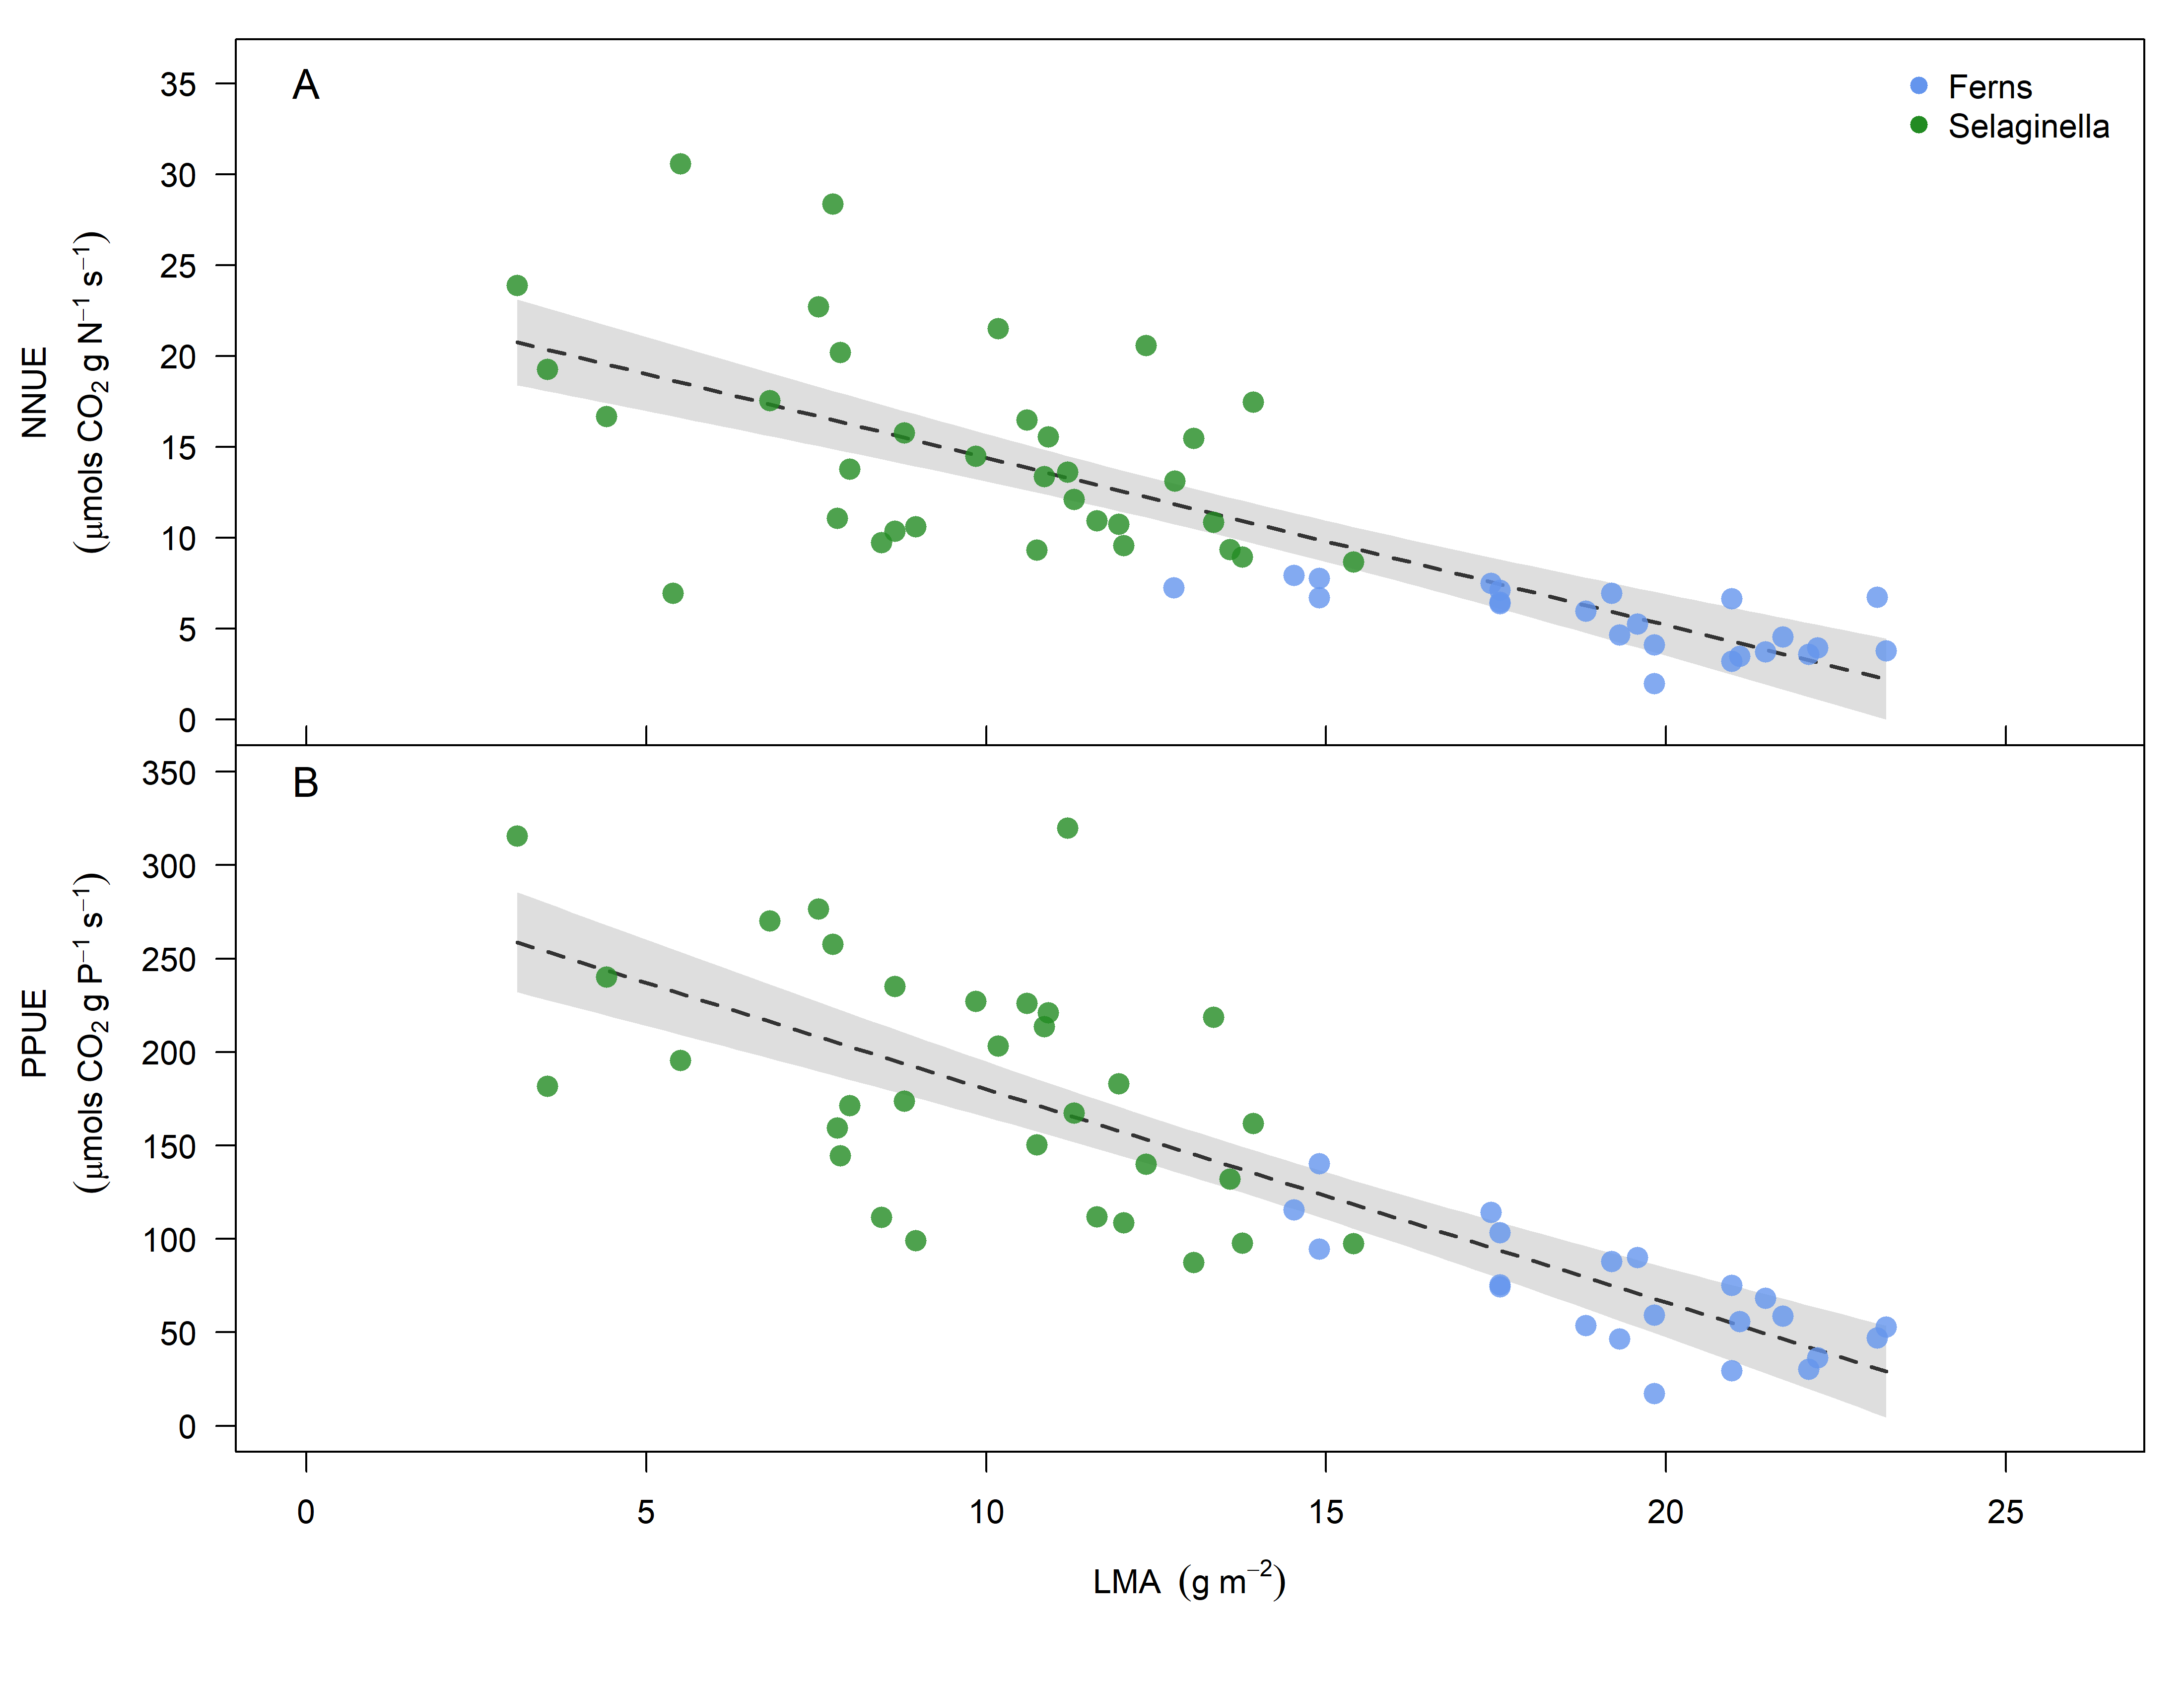 A
Ferns
Selaginella
35
30
25
20
15
10
5
0
NNUE
(μmols CO₂ g N⁻¹ s⁻¹)
B
350
300
250
200
150
100
50
0
PPUE
(μmols CO₂ g P⁻¹ s⁻¹)
0 5 10 15 20 25
LMA (g m⁻²)